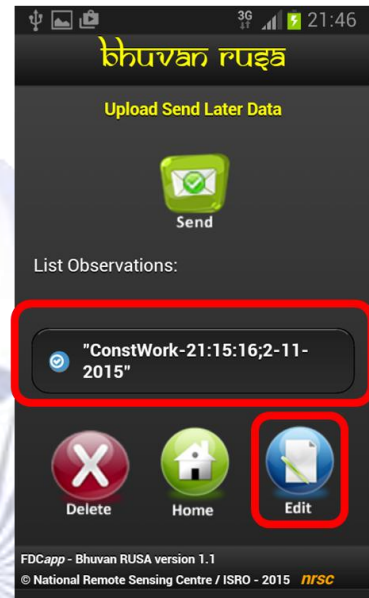 3G 21:46
bhuvan rusa
Upload Send Later Data
Send
List Observations:
"ConstWork-21:15:16;2-11-
2015"
Delete Home Edit
FDCapp - Bhuvan RUSA version 1.1
© National Remote Sensing Centre / ISRO - 2015 nrsc